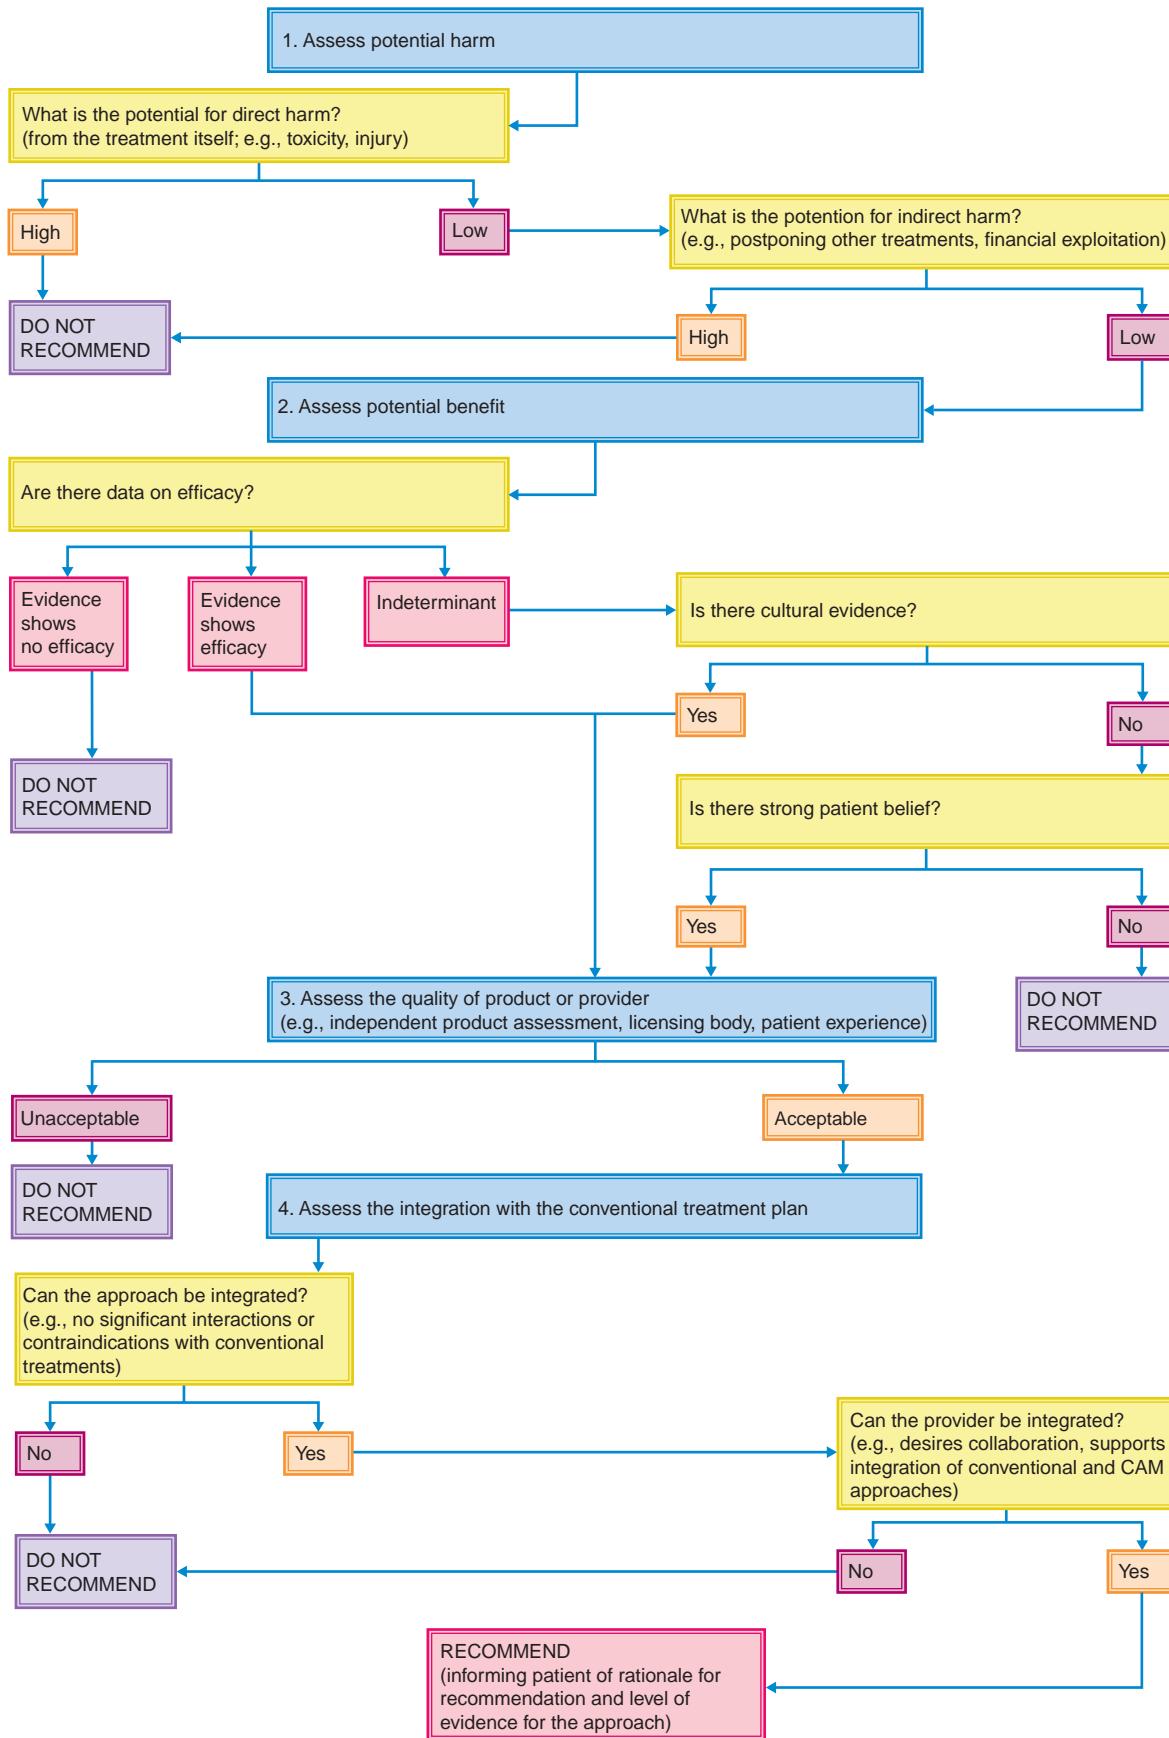 1. Assess potential harm
What is the potential for direct harm?
(from the treatment itself; e.g., toxicity, injury)
High
Low
What is the potention for indirect harm?
(e.g., postponing other treatments, financial exploitation)
DO NOT
RECOMMEND
High
Low
2. Assess potential benefit
Are there data on efficacy?
Evidence
shows
no efficacy
Evidence
shows
efficacy
Indeterminant
Is there cultural evidence?
Yes
No
DO NOT
RECOMMEND
Is there strong patient belief?
Yes
No
3. Assess the quality of product or provider
(e.g., independent product assessment, licensing body, patient experience)
DO NOT
RECOMMEND
Unacceptable
Acceptable
DO NOT
RECOMMEND
4. Assess the integration with the conventional treatment plan
Can the approach be integrated?
(e.g., no significant interactions or
contraindications with conventional
treatments)
No
Yes
Can the provider be integrated?
(e.g., desires collaboration, supports
integration of conventional and CAM
approaches)
DO NOT
RECOMMEND
No
Yes
RECOMMEND
(informing patient of rationale for
recommendation and level of
evidence for the approach)